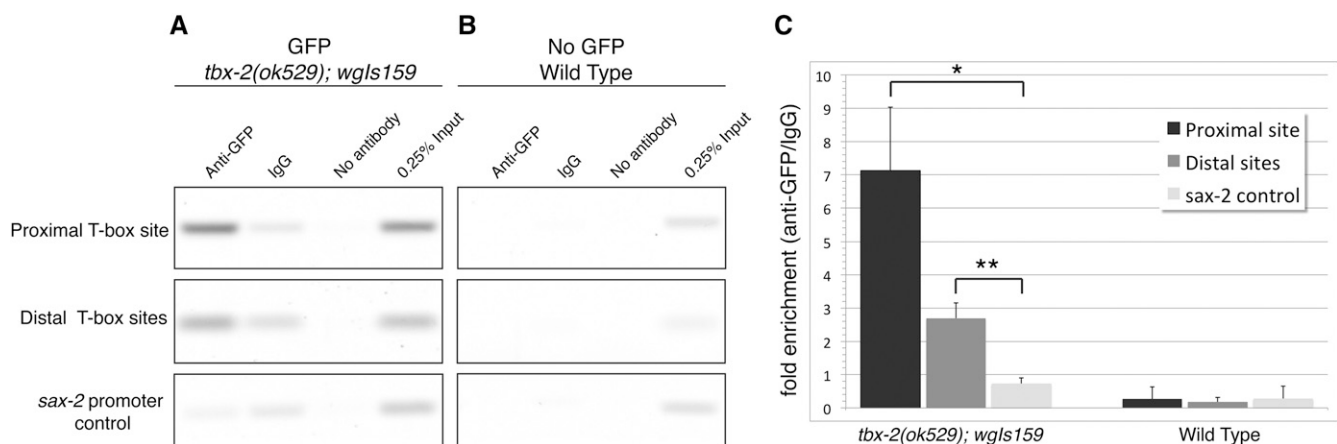 A
GFP
tbx-2(ok529); wgIs159
Anti-GFP
IgG
No antibody
0.25% Input
B
No GFP
Wild Type
Anti-GFP
IgG
No antibody
0.25% Input
Proximal T-box site
Distal T-box sites
sax-2 promoter
control
C
fold enrichment (anti-GFP/IgG)
10
9
8
7
6
5
4
3
2
1
0
*
**
Proximal site
Distal sites
sax-2 control
tbx-2(ok529); wgIs159
Wild Type